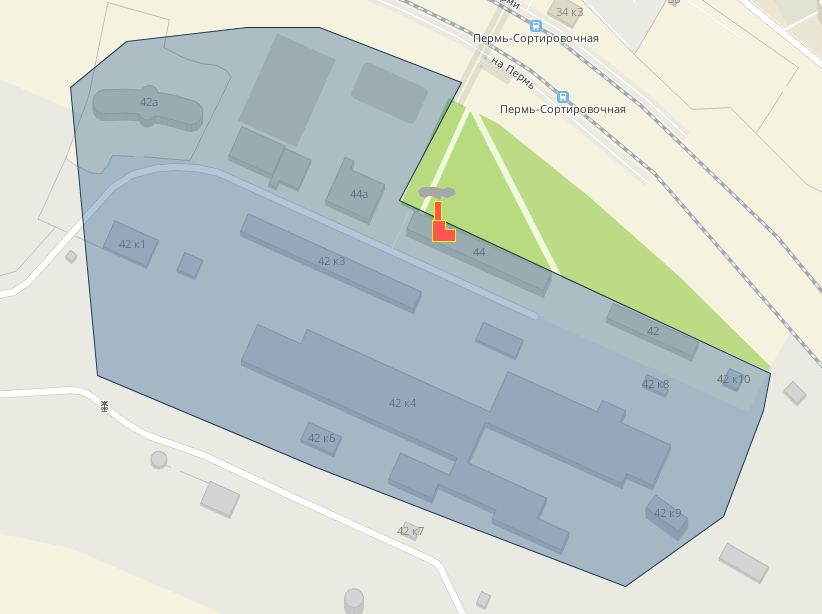 рми
34 к3
Пермь-Сортировочная
на Пермь
Пермь-Сортировочная
42а
44а
42 к1
42 к3
44
42
42 к8
42 к10
42 к4
42 к6
42 к9
42 к7